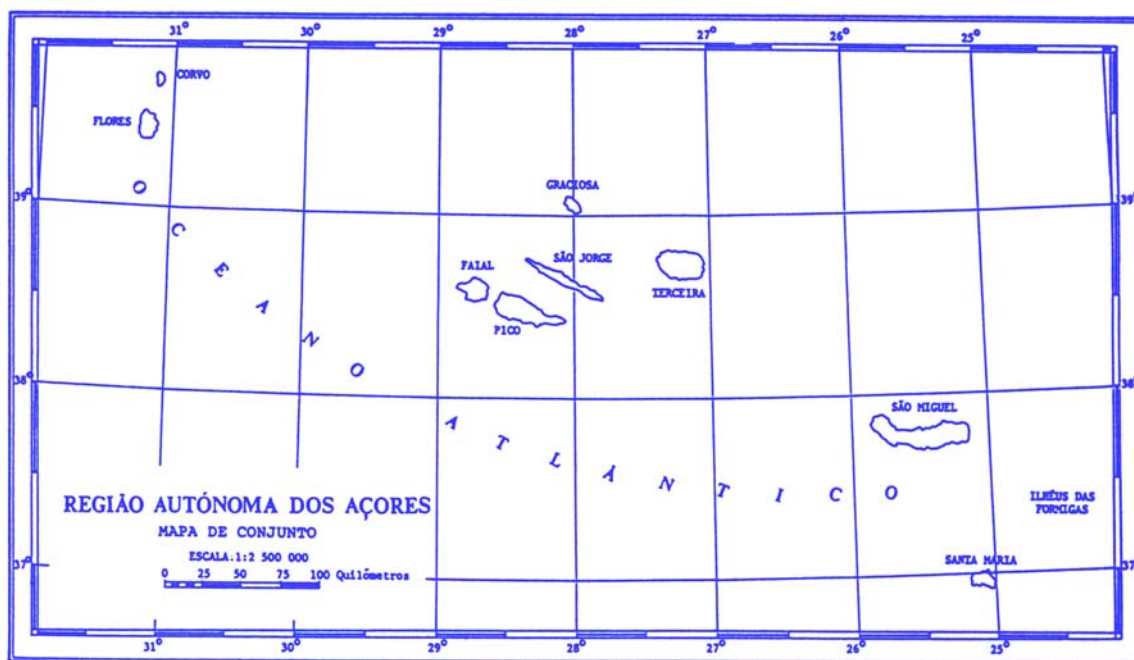 31° 30° 29° 28° 27° 26° 25°
CORVO
FLORES
39° 39°
GRACIOSA
SÃO JORGE
FAIAL
TERCEIRA
PICO
OCEANO
38° 38°
SÃO MIGUEL
ATLÂNTICO
REGIÃO AUTÓNOMA DOS AÇORES
MAPA DE CONJUNTO
ILHÉUS DAS
FORMIGAS
ESCALA.1:2 500 000
SANTA MARIA
0 25 50 75 100 Quilómetros
37° 37°
31° 30° 29° 28° 27° 26° 25°